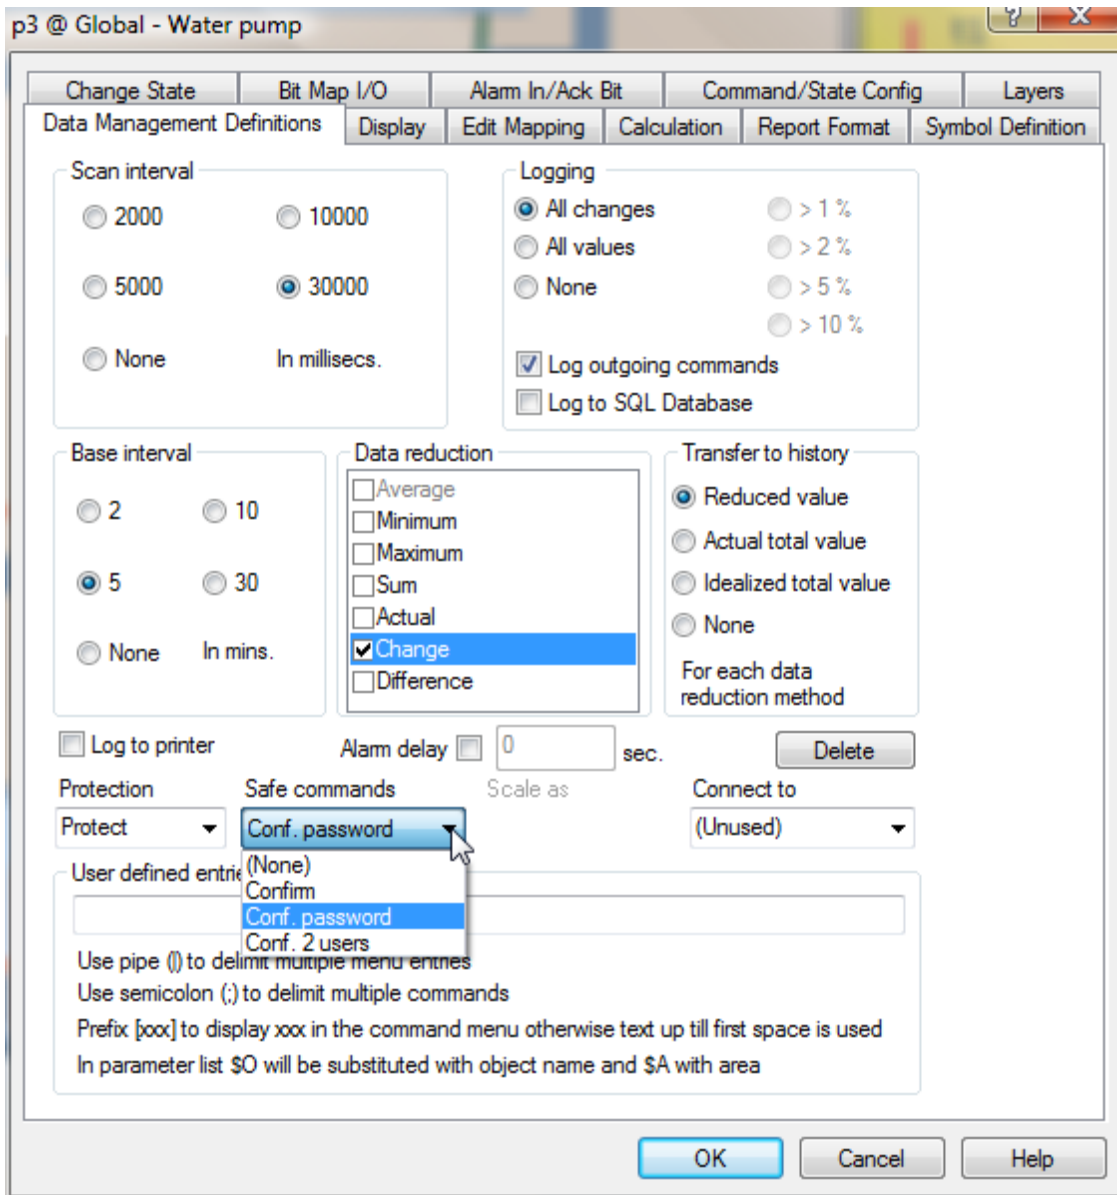 p3 @ Global - Water pump
Change State Bit Map I/O Alarm In/Ack Bit Command/State Config Layers
Data Management Definitions Display Edit Mapping Calculation Report Format Symbol Definition
Scan interval
2000 10000
5000 30000
None In millisecs.
Logging
All changes > 1 %
All values > 2 %
None > 5 %
> 10 %
Log outgoing commands
Log to SQL Database
Base interval
2 10
5 30
None In mins.
Data reduction
Average
Minimum
Maximum
Sum
Actual
Change
Difference
Transfer to history
Reduced value
Actual total value
Idealized total value
None
For each data
reduction method
Log to printer Alarm delay 0 sec. Delete
Protection Safe commands Scale as Connect to
Protect Conf. password (Unused)
(None)
Confirm
Conf. password
Conf. 2 users
User defined
Use pipe (|) to delimit multiple menu entries
Use semicolon (;) to delimit multiple commands
Prefix [xxx] to display xxx in the command menu otherwise text up till first space is used
In parameter list $O will be substituted with object name and $A with area
OK Cancel Help